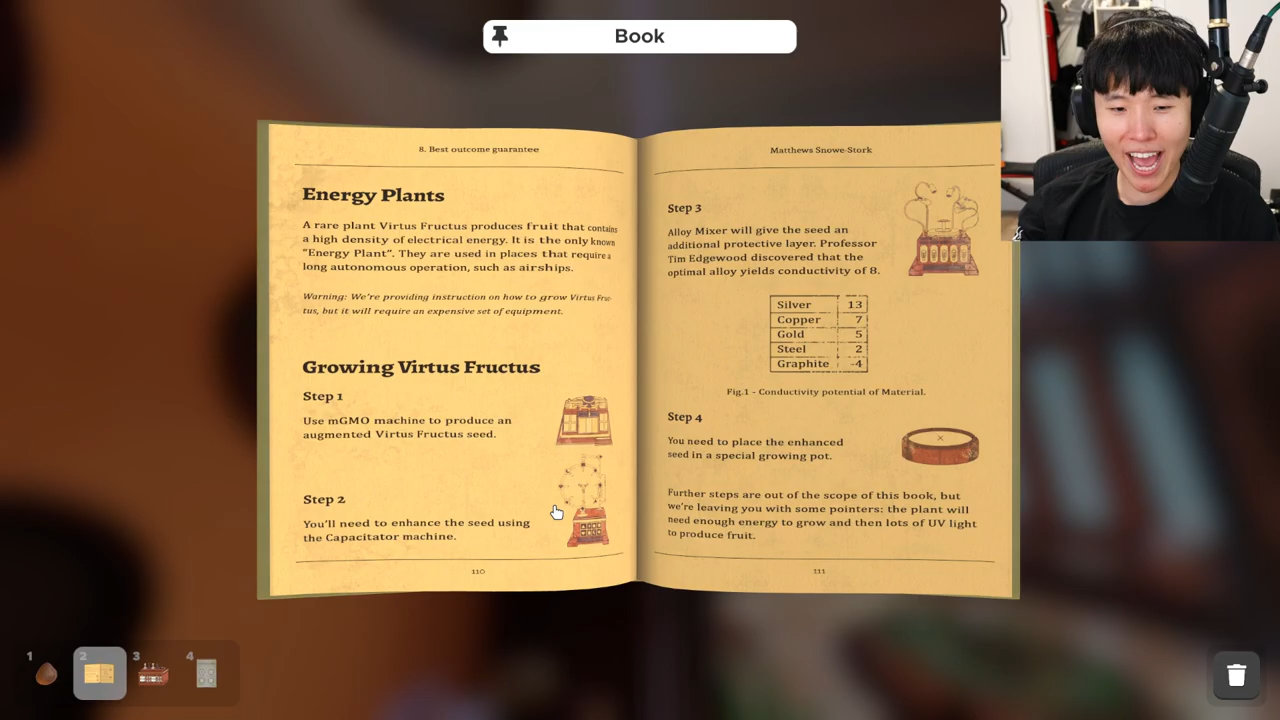 Book
8. Best outcome guarantee
Energy Plants
A rare plant Virtus Fructus produces fruit that contains
a high density of electrical energy. It is the only known
"Energy Plant". They are used in places that require a
long autonomous operation, such as airships.
Warning: We're providing instruction on how to grow Virtus Fruc-
tus, but it will require an expensive set of equipment.
Growing Virtus Fructus
Step 1
Use mGMO machine to produce an
augmented Virtus Fructus seed.
Step 2
You'll need to enhance the seed using
the Capacitator machine.
110
Matthews Snowe-Stork
Step 3
Alloy Mixer will give the seed an
additional protective layer. Professor
Tim Edgewood discovered that the
optimal alloy yields conductivity of 8.
Silver 13
Copper 7
Gold 5
Steel 2
Graphite -4
Fig.1 - Conductivity potential of Material.
Step 4
You need to place the enhanced
seed in a special growing pot.
Further steps are out of the scope of this book, but
we're leaving you with some pointers: the plant will
need enough energy to grow and then lots of UV light
to produce fruit.
111
1 2 3 4